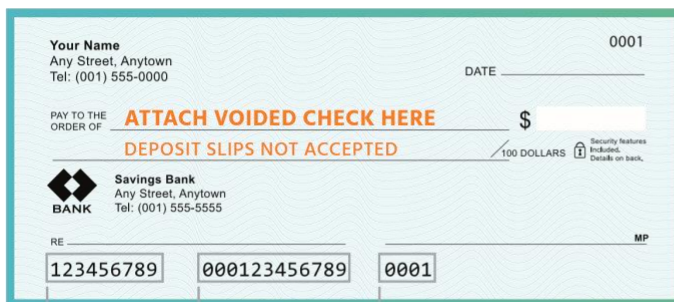 Your Name
0001
Any Street, Anytown
Tel: (001) 555-0000
DATE
PAY TO THE
ORDER OF
ATTACH VOIDED CHECK HERE
$
DEPOSIT SLIPS NOT ACCEPTED
/100 DOLLARS
Security features
Included.
Details on back.
Savings Bank
Any Street, Anytown
Tel: (001) 555-5555
BANK
RE
MP
123456789
000123456789
0001